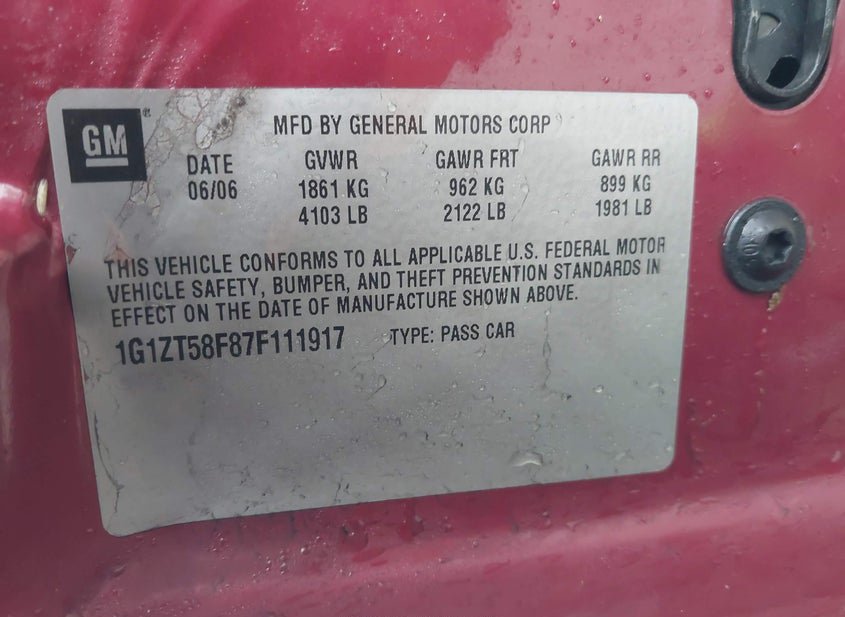 GM
MFD BY GENERAL MOTORS CORP
DATE GVWR GAWR FRT GAWR RR
06/06 1861 KG 962 KG 899 KG
4103 LB 2122 LB 1981 LB
THIS VEHICLE CONFORMS TO ALL APPLICABLE U.S. FEDERAL MOTOR
VEHICLE SAFETY, BUMPER, AND THEFT PREVENTION STANDARDS IN
EFFECT ON THE DATE OF MANUFACTURE SHOWN ABOVE.
1G1ZT58F87F111917 TYPE: PASS CAR